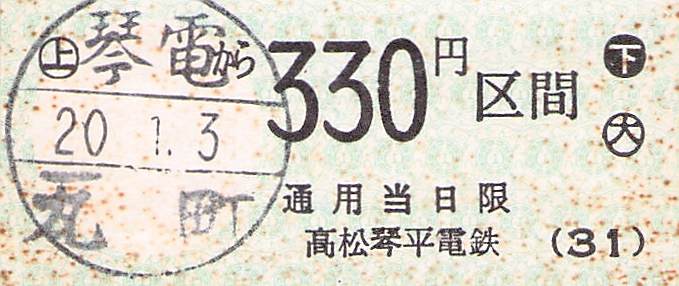 ㊤琴電から
20.1.3
瓦町
330円区間
通用当日限
高松琴平電鉄 (31)
下
犬